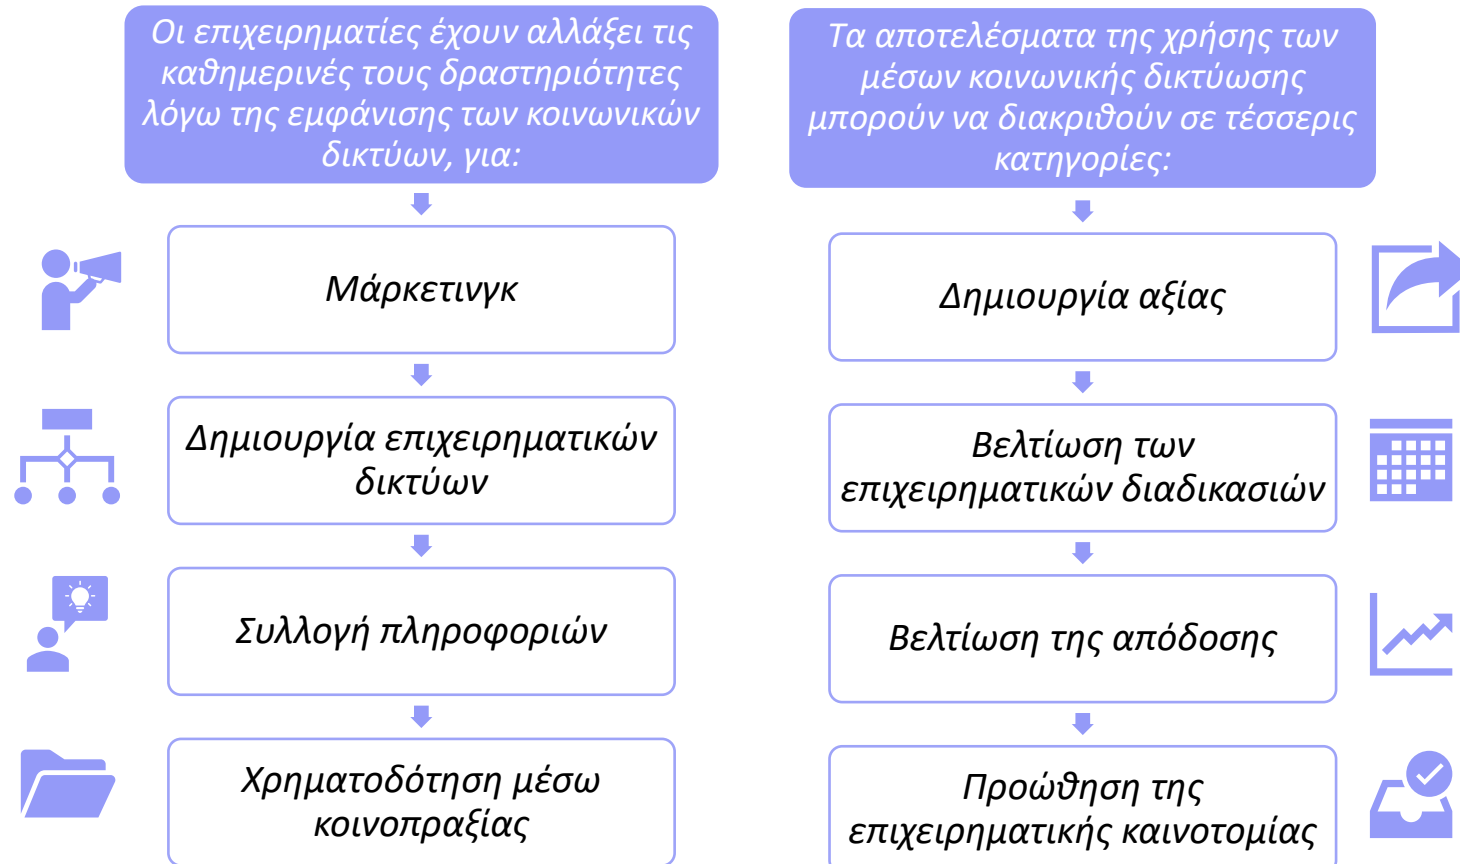 Οι επιχειρηματίες έχουν αλλάξει τις
καθημερινές τους δραστηριότητες
λόγω της εμφάνισης των κοινωνικών
δικτύων, για:
Μάρκετινγκ
Δημιουργία επιχειρηματικών
δικτύων
Συλλογή πληροφοριών
Χρηματοδότηση μέσω
κοινοπραξίας
Τα αποτελέσματα της χρήσης των
μέσων κοινωνικής δικτύωσης
μπορούν να διακριθούν σε τέσσερις
κατηγορίες:
Δημιουργία αξίας
Βελτίωση των
επιχειρηματικών διαδικασιών
Βελτίωση της απόδοσης
Προώθηση της
επιχειρηματικής καινοτομίας